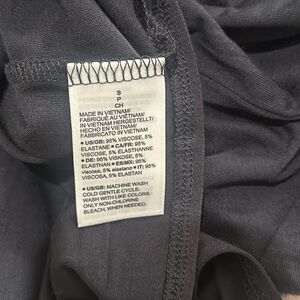 S
P
CH
MADE IN VIETNAM/
FABRIQUÉ AU VIETNAM/
IN VIETNAM HERGESTELLT/
HECHO EN VIETNAM/
FABBRICATO IN VIETNAM
■ US/GB: 95% VISCOSE, 5%
ELASTANE ■ CA/FR: 95%
VISCOSE, 5% ÉLASTHANNE
■ DE: 95% VISKOSE, 5%
ELASTHAN ■ ES/MX: 95%
viscosa, 5% elastano ■ IT: 95%
VISCOSA, 5% ELASTAN
■ US/GB: MACHINE WASH
COLD GENTLE CYCLE.
WASH WITH LIKE COLORS.
ONLY NON-CHLORINE
BLEACH, WHEN NEEDED.